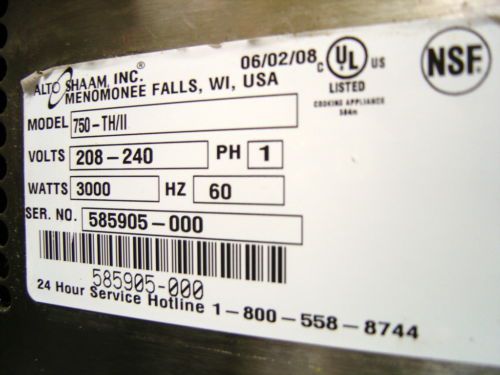 ALTO SHAAM, INC.® 06/02/08 C UL US NSF
MENOMONEE FALLS, WI, USA LISTED
COOKING APPLIANCE
584m
MODEL 750-TH/II
VOLTS 208-240 PH 1
WATTS 3000 HZ 60
SER. NO. 585905-000
585905-000
24 Hour Service Hotline 1-800-558-8744